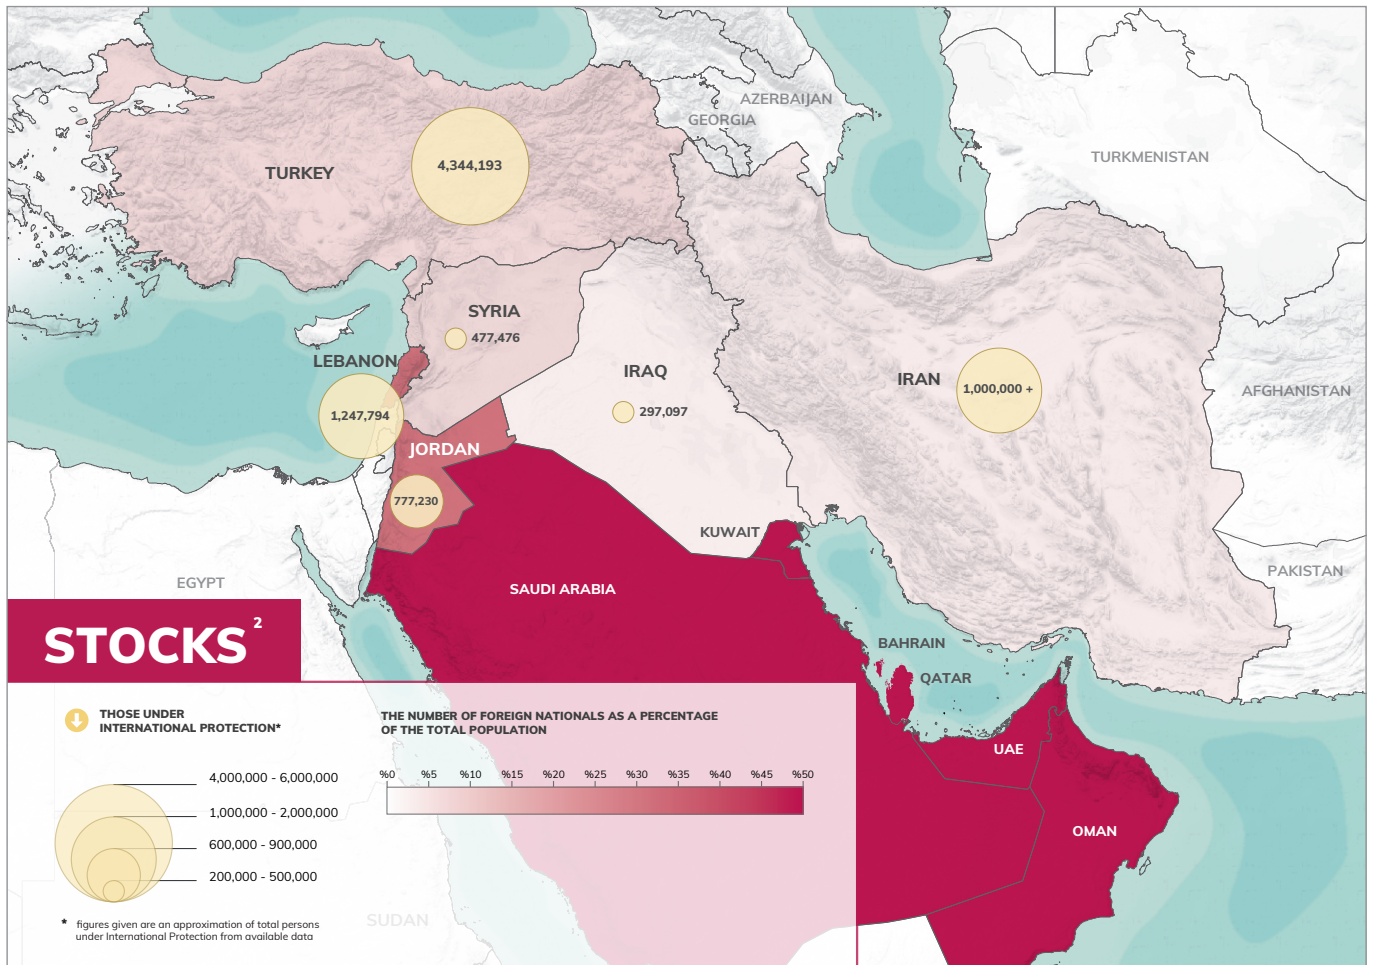 AZERBAIJAN
GEORGIA
TURKMENISTAN
TURKEY
4,344,193
SYRIA
477,476
LEBANON
1,247,794
IRAQ
297,097
IRAN
1,000,000 +
AFGHANISTAN
JORDAN
777,230
KUWAIT
PAKISTAN
EGYPT
SAUDI ARABIA
BAHRAIN
QATAR
UAE
OMAN
SUDAN
STOCKS 2
THOSE UNDER
INTERNATIONAL PROTECTION*
4,000,000 - 6,000,000
1,000,000 - 2,000,000
600,000 - 900,000
200,000 - 500,000
* figures given are an approximation of total persons
under International Protection from available data
THE NUMBER OF FOREIGN NATIONALS AS A PERCENTAGE
OF THE TOTAL POPULATION
%0 %5 %10 %15 %20 %25 %30 %35 %40 %45 %50